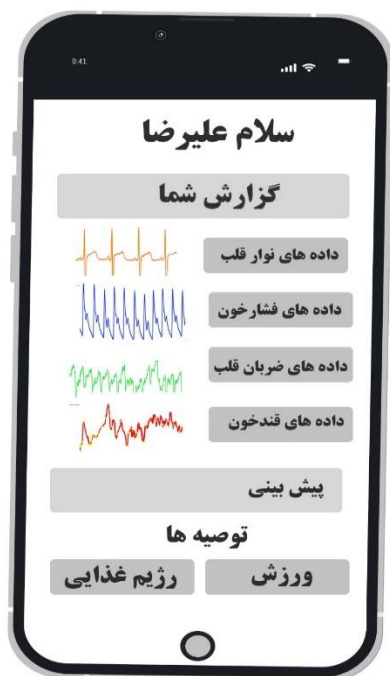 9:41
سلام علیرضا
گزارش شما
داده های نوار قلب
داده های فشارخون
داده های ضربان قلب
داده های قندخون
پیش بینی
توصیه ها
ورزش
رژیم غذایی